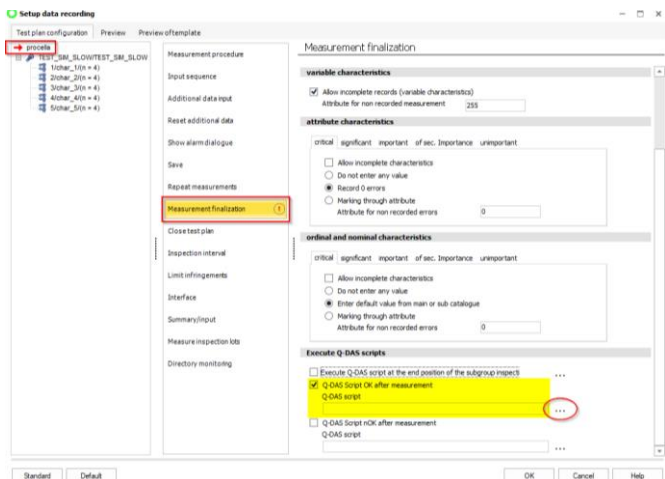 Setup data recording
Test plan configuration Preview Preview of template
procella
TEST_SIM_SLOW/TEST_SIM_SLOW
1/char_1/(n = 4)
2/char_2/(n = 4)
3/char_3/(n = 4)
4/char_4/(n = 4)
5/char_5/(n = 4)
Measurement procedure
Input sequence
Additional data input
Reset additional data
Show alarm dialogue
Save
Repeat measurements
Measurement finalization
Close test plan
Inspection interval
Limit infringements
Interface
Summary/input
Measure inspection lots
Directory monitoring
Measurement finalization
variable characteristics
Allow incomplete records (variable characteristics)
Attribute for non recorded measurement 255
attribute characteristics
critical significant important of sec. Importance unimportant
Allow incomplete characteristics
Do not enter any value
Record 0 errors
Marking through attribute
Attribute for non recorded errors 0
ordinal and nominal characteristics
critical significant important of sec. Importance unimportant
Allow incomplete characteristics
Do not enter any value
Enter default value from main or sub catalogue
Marking through attribute
Attribute for non recorded errors 0
Execute Q-DAS scripts
Execute Q-DAS script at the end position of the subgroup inspecti ...
Q-DAS Script OK after measurement
Q-DAS script
...
Q-DAS Script nOK after measurement
Q-DAS script
...
Standard Default OK Cancel Help